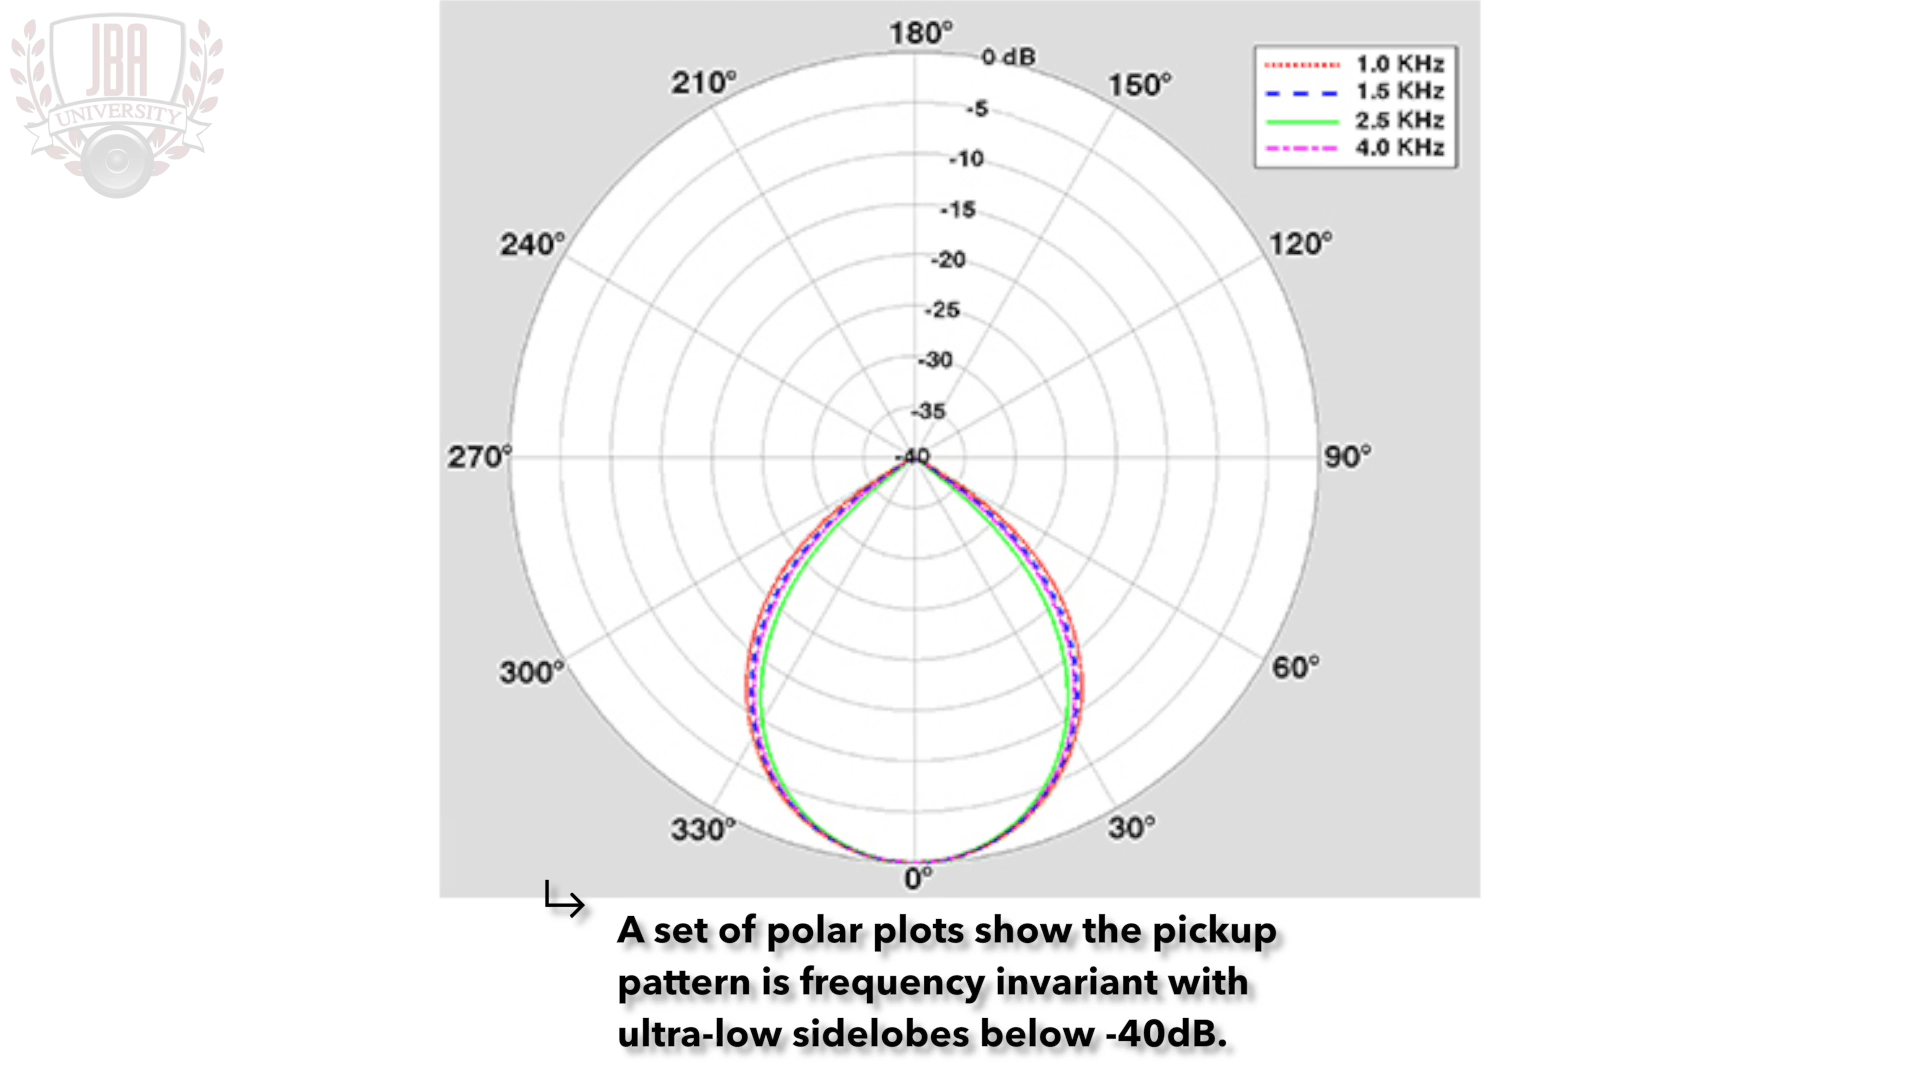 JBA
UNIVERSITY
180°
0 dB
210°
150°
-5
-10
-15
240°
120°
-20
-25
-30
-35
270°
-40
90°
300°
60°
330°
30°
0°
1.0 KHz
1.5 KHz
2.5 KHz
4.0 KHz
A set of polar plots show the pickup
pattern is frequency invariant with
ultra-low sidelobes below -40dB.